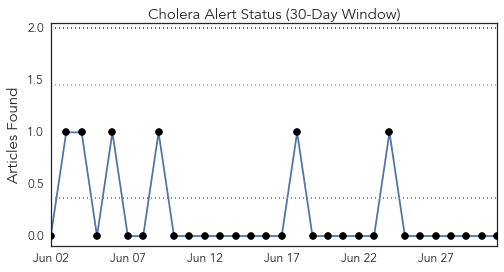 Cholera Alert Status (30-Day Window)
Articles Found
2.0
1.5
1.0
0.5
0.0
Jun 02 Jun 07 Jun 12 Jun 17 Jun 22 Jun 27